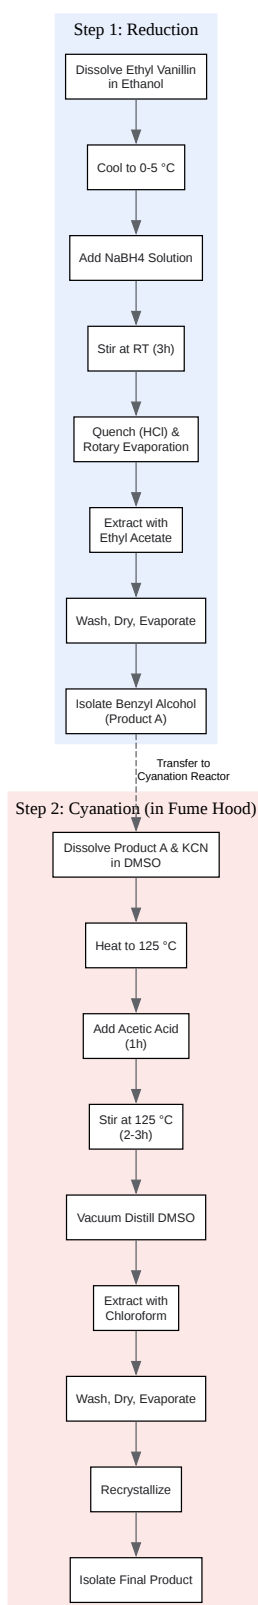 Step 1: Reduction
Dissolve Ethyl Vanillin
in Ethanol
Cool to 0-5 °C
Add NaBH4 Solution
Stir at RT (3h)
Quench (HCl) &
Rotary Evaporation
Extract with
Ethyl Acetate
Wash, Dry, Evaporate
Isolate Benzyl Alcohol
(Product A)
Transfer to
Cyanation Reactor
Step 2: Cyanation (in Fume Hood)
Dissolve Product A & KCN
in DMSO
Heat to 125 °C
Add Acetic Acid
(1h)
Stir at 125 °C
(2-3h)
Vacuum Distill DMSO
Extract with
Chloroform
Wash, Dry, Evaporate
Recrystallize
Isolate Final Product